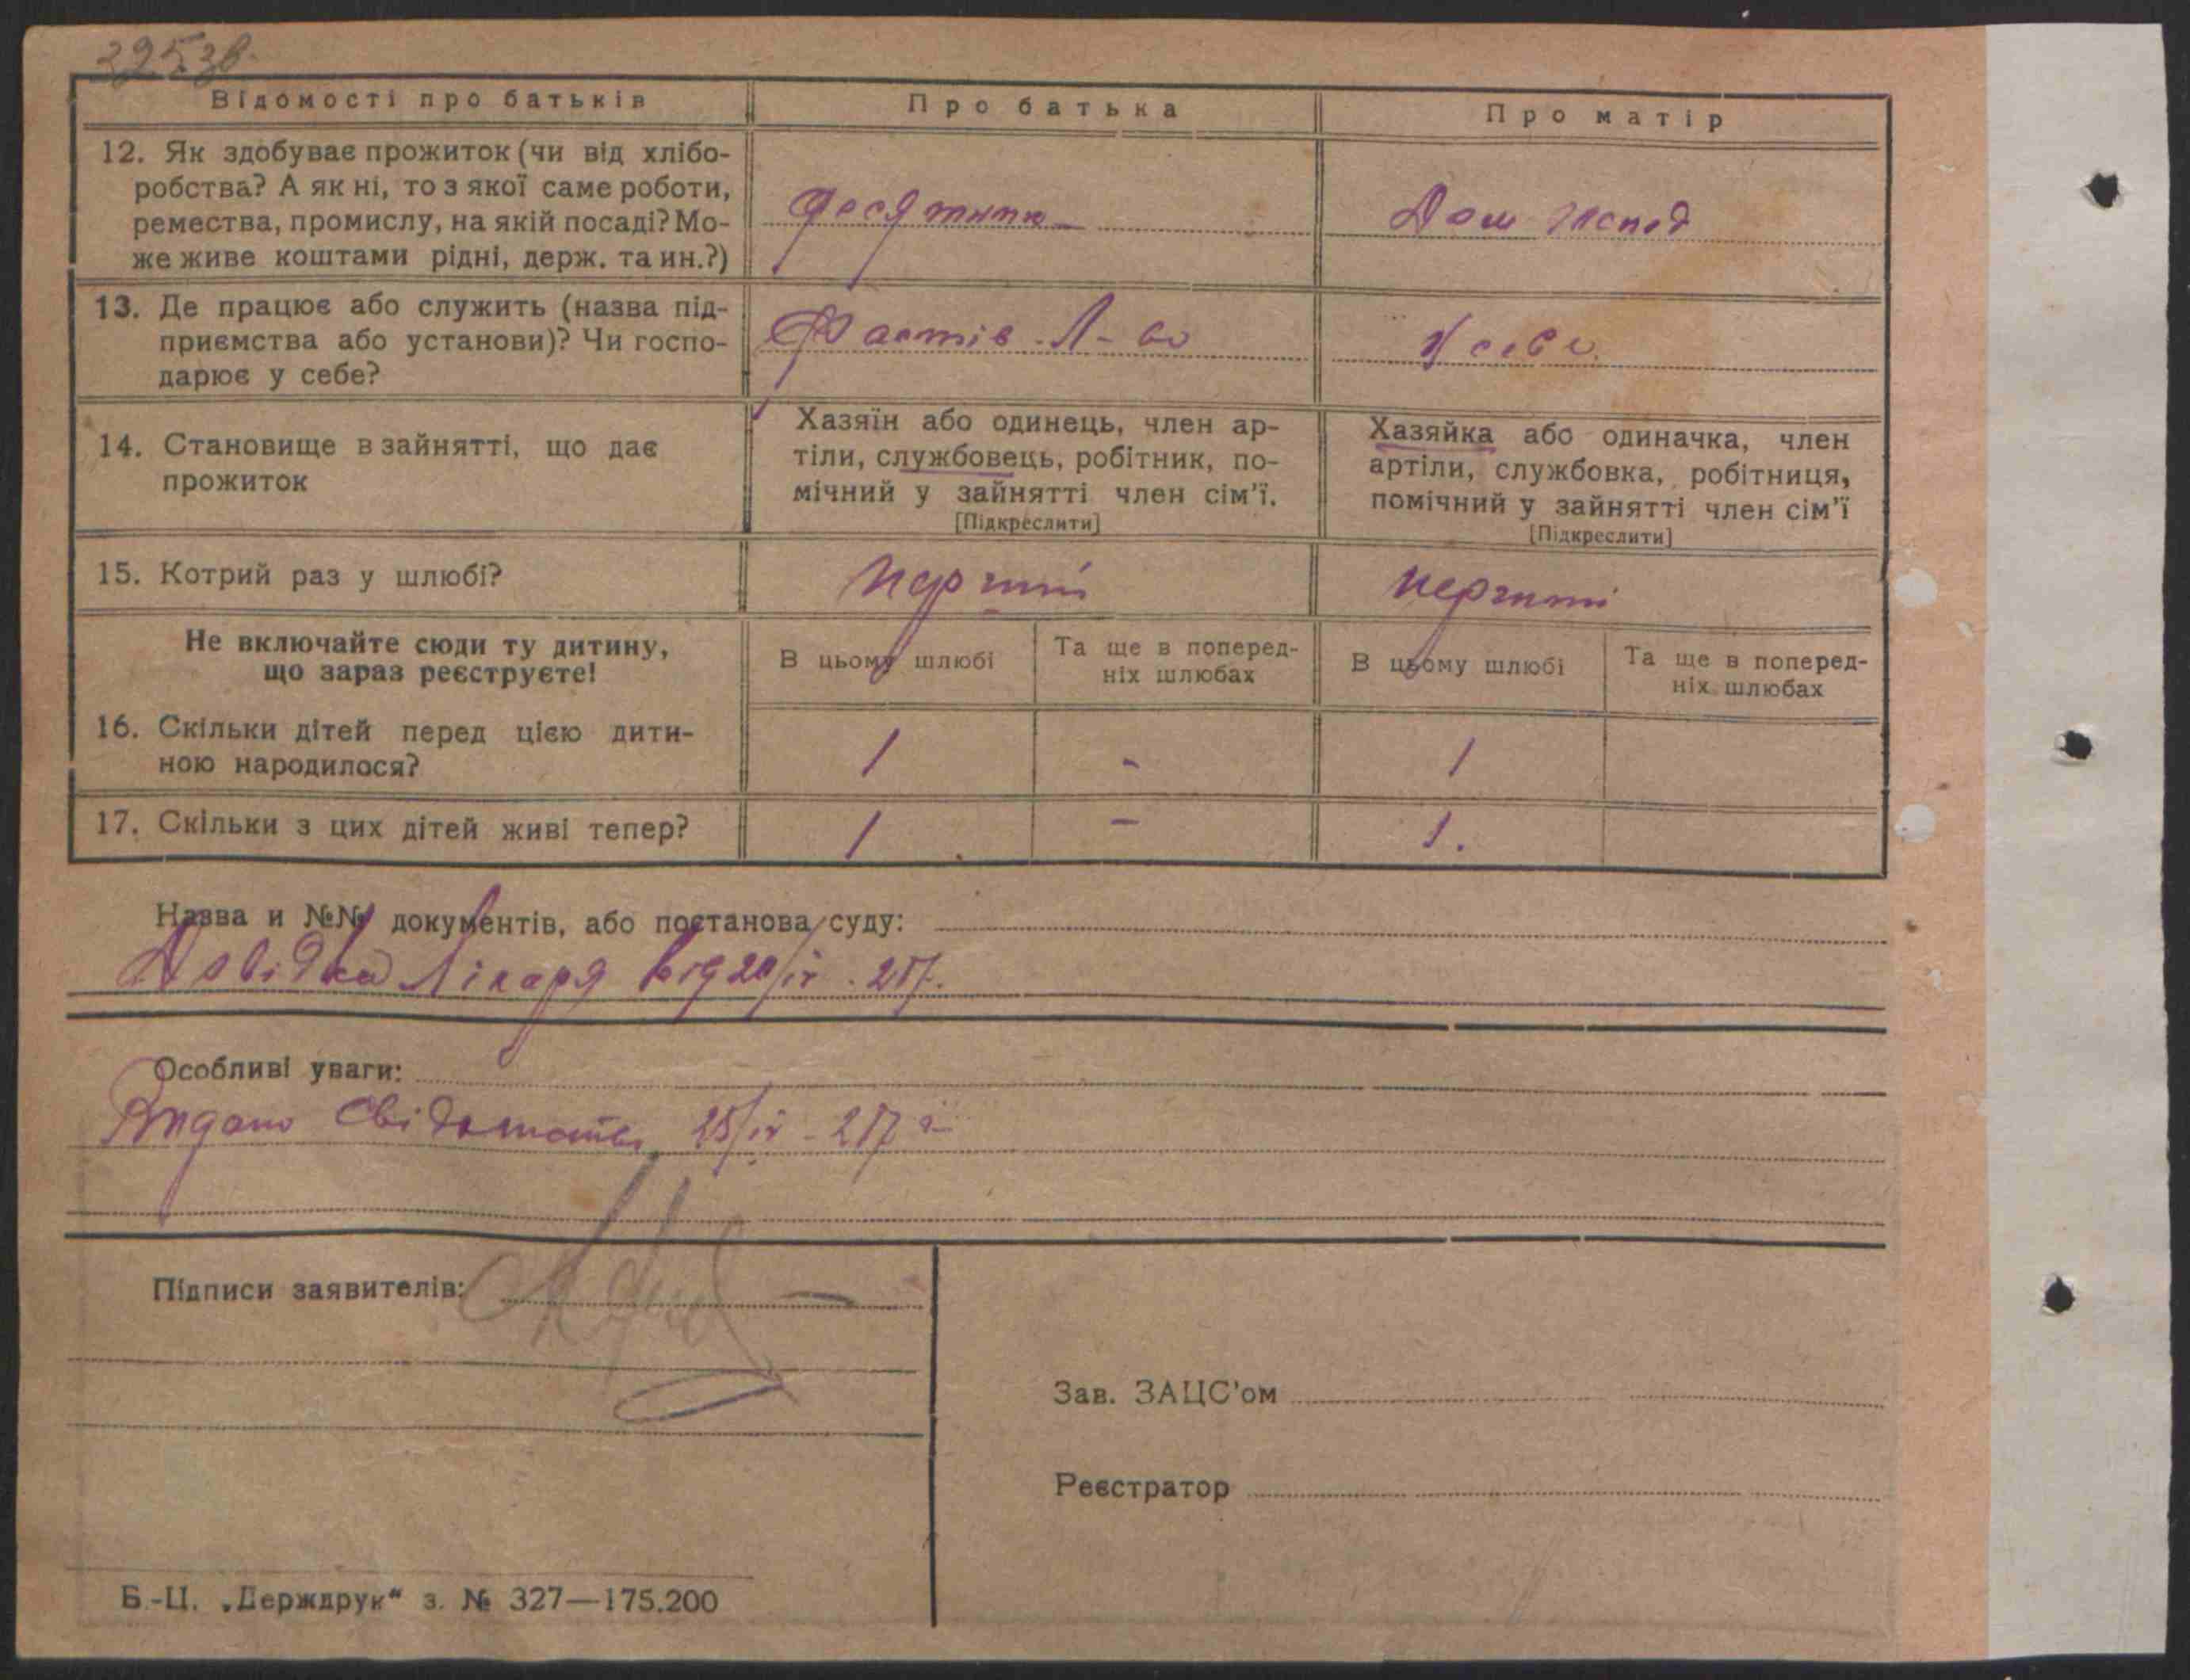 325зв.
Відомості про батьків
Про батька
Про матір
12. Як здобуває прожиток (чи від хлібо-
робства? А як ні, то з якої саме роботи,
ремества, промислу, на якій посаді? Мо-
же живе коштами рідні, держ. та ин.?)
Десятник
Дом господ
13. Де працює або служить (назва під-
приємства або установи)? Чи госпо-
дарює у себе?
Фастів. Л-во
У себе
14. Становище в зайнятті, що дає
прожиток
Хазяїн або одинець, член ар-
тіли, службовець, робітник, по-
мічний у зайнятті член сім'ї.
[Підкреслити]
Хазяйка або одиначка, член
артіли, службовка, робітниця,
помічний у зайнятті член сім'ї
[Підкреслити]
15. Котрий раз у шлюбі?
перший
перший
Не включайте сюди ту дитину,
що зараз реєструєте!
В цьому шлюбі
Та ще в поперед-
ніх шлюбах
В цьому шлюбі
Та ще в поперед-
ніх шлюбах
16. Скільки дітей перед цією дити-
ною народилося?
1 - 1
17. Скільки з цих дітей живі тепер?
1 - 1.
Назва и №№ документів, або постанова суду:
Довідка Лікаря від 20/IV
Особливі уваги:
Видано Свідоцтво 25/IV
Підписи заявителів:
Зав. ЗАЦС'ом
Реєстратор
Б.-Ц. „Держдрук“ з. № 327—175.200